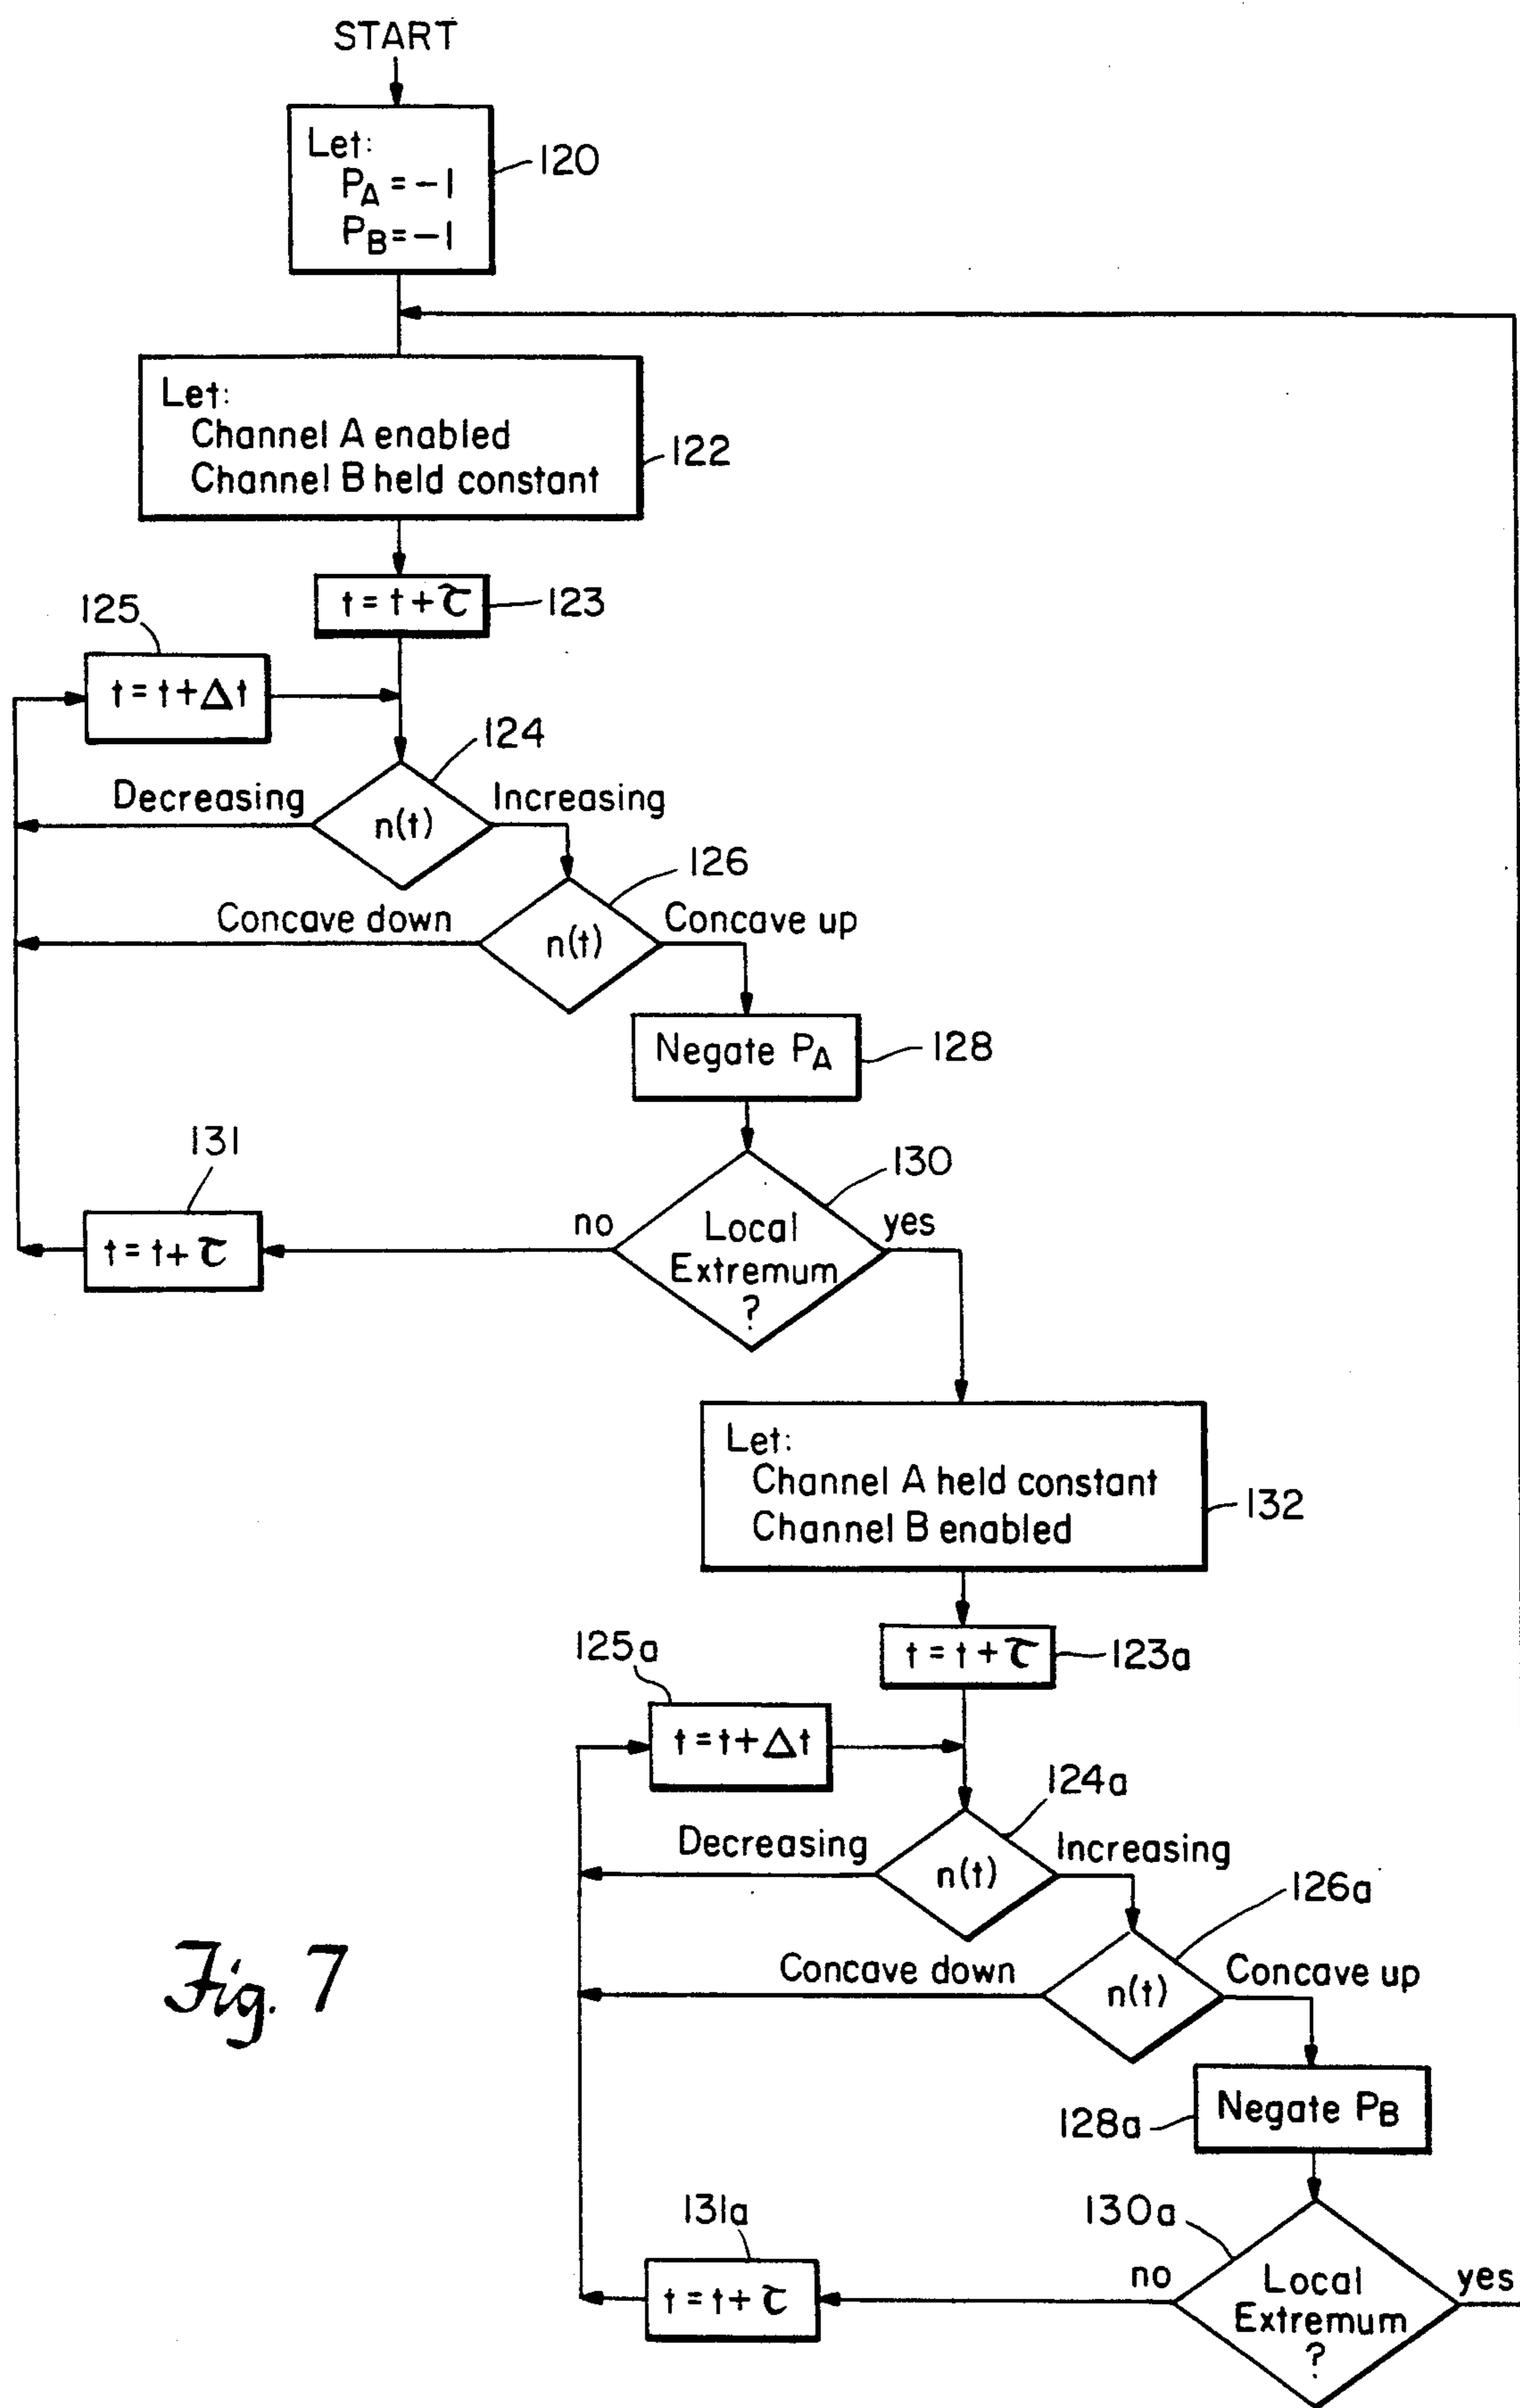 START
Let:
PA = -1
PB = -1
120
Let:
Channel A enabled
Channel B held constant
122
t = t + τ
123
125
t = t + Δt
124
Decreasing
n(t)
Increasing
126
Concave down
n(t)
Concave up
Negate PA
128
131
t = t + τ
130
no
Local
Extremum
?
yes
Let:
Channel A held constant
Channel B enabled
132
t = t + τ
123a
125a
t = t + Δt
124a
Decreasing
n(t)
Increasing
126a
Concave down
n(t)
Concave up
Negate PB
128a
131a
t = t + τ
130a
no
Local
Extremum
?
yes
Fig. 7